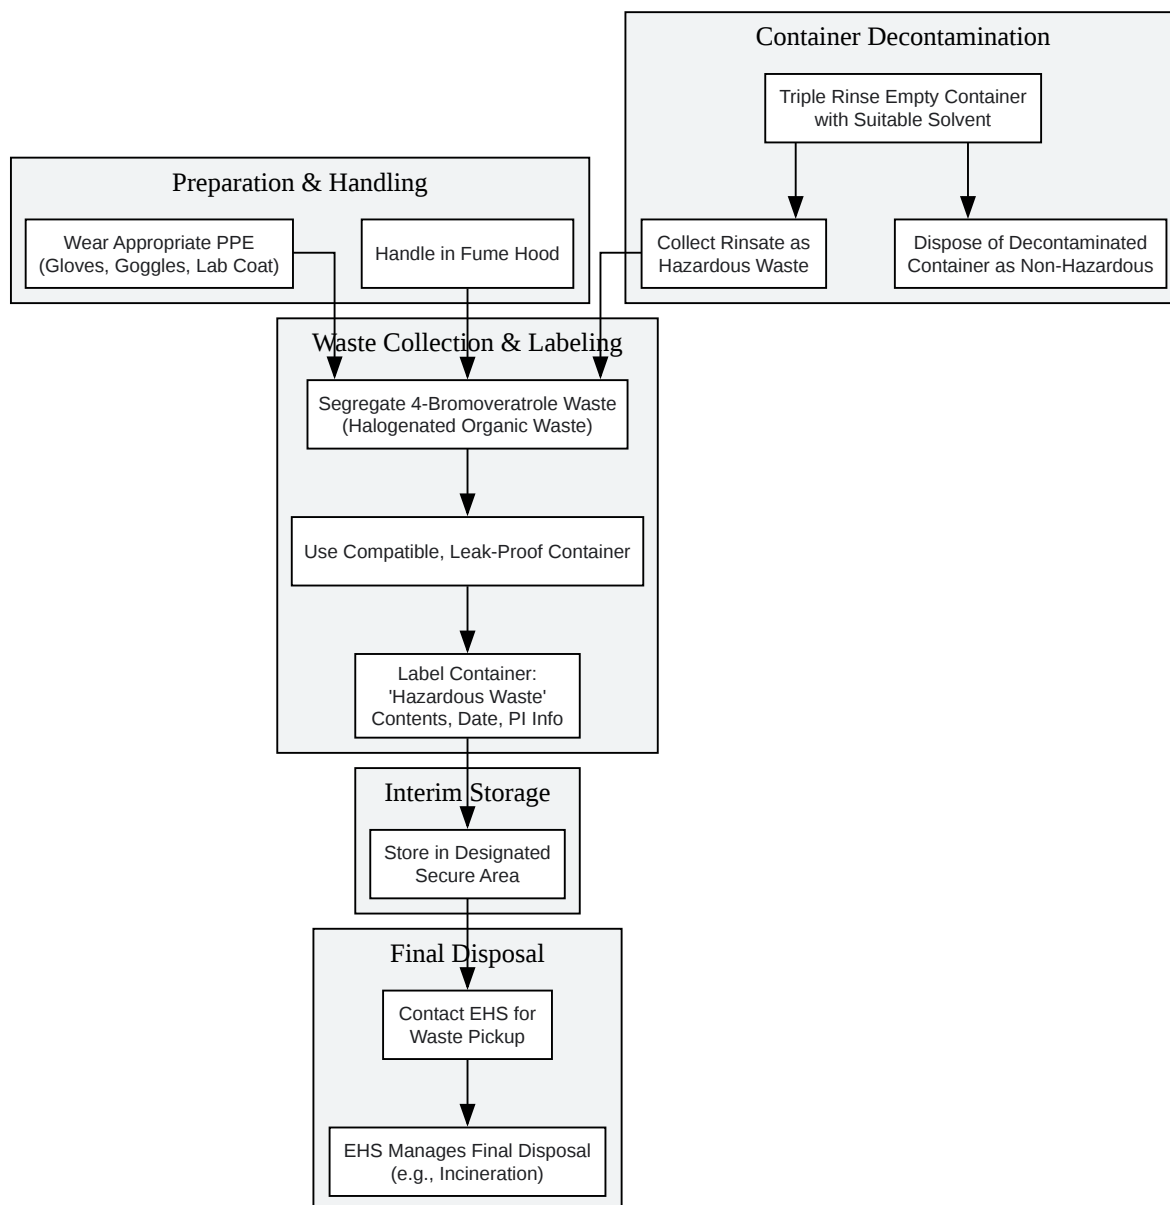 Container Decontamination
Triple Rinse Empty Container
with Suitable Solvent
Preparation & Handling
Wear Appropriate PPE
(Gloves, Goggles, Lab Coat)
Handle in Fume Hood
Collect Rinsate as
Hazardous Waste
Dispose of Decontaminated
Container as Non-Hazardous
Waste Collection & Labeling
Segregate 4-Bromoveratrole Waste
(Halogenated Organic Waste)
Use Compatible, Leak-Proof Container
Label Container:
'Hazardous Waste'
Contents, Date, PI Info
Interim Storage
Store in Designated
Secure Area
Final Disposal
Contact EHS for
Waste Pickup
EHS Manages Final Disposal
(e.g., Incineration)